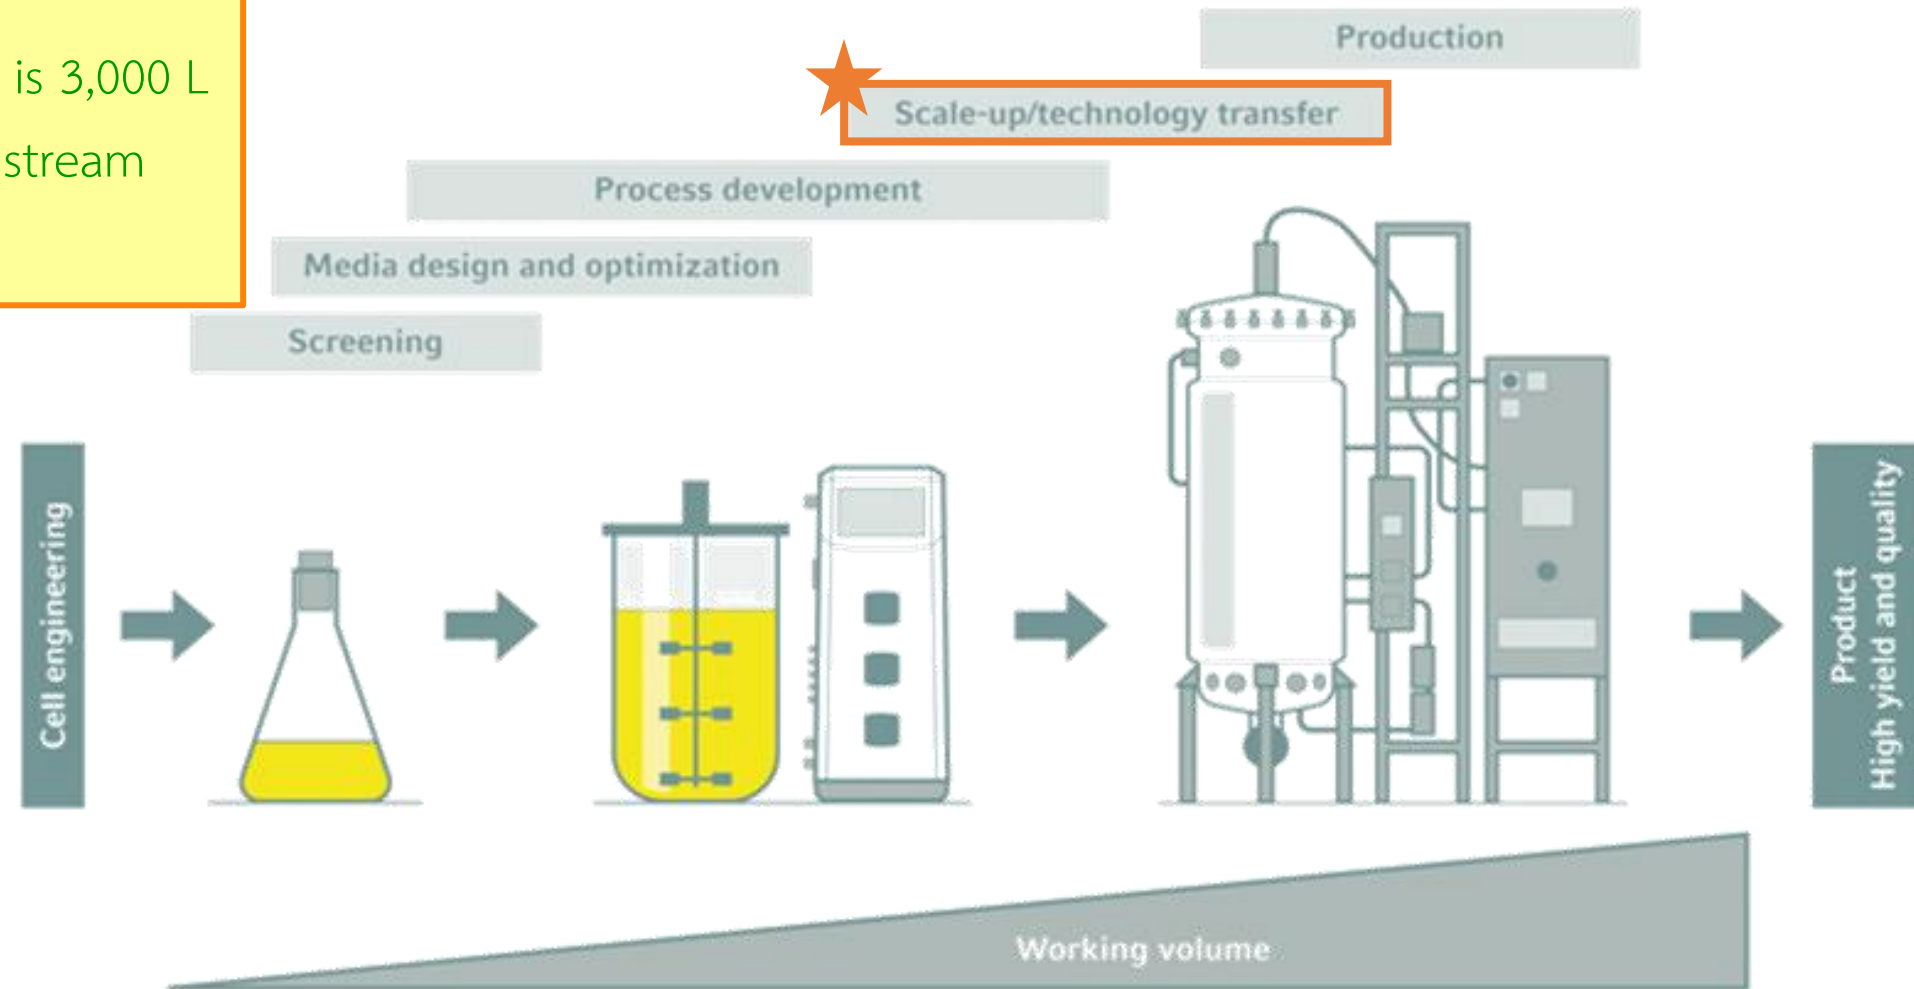 is 3,000 L
stream
Production
Scale-up/technology transfer
Process development
Media design and optimization
Screening
Cell engineering
Product
High yield and quality
Working volume